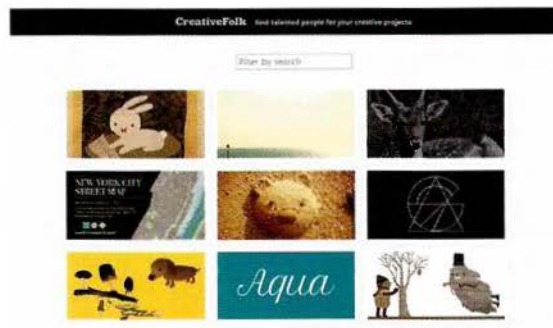 CreativeFolk find talented people for your creative projects
Filter by search
NEW YORK CITY
STREET MAP
Aqua